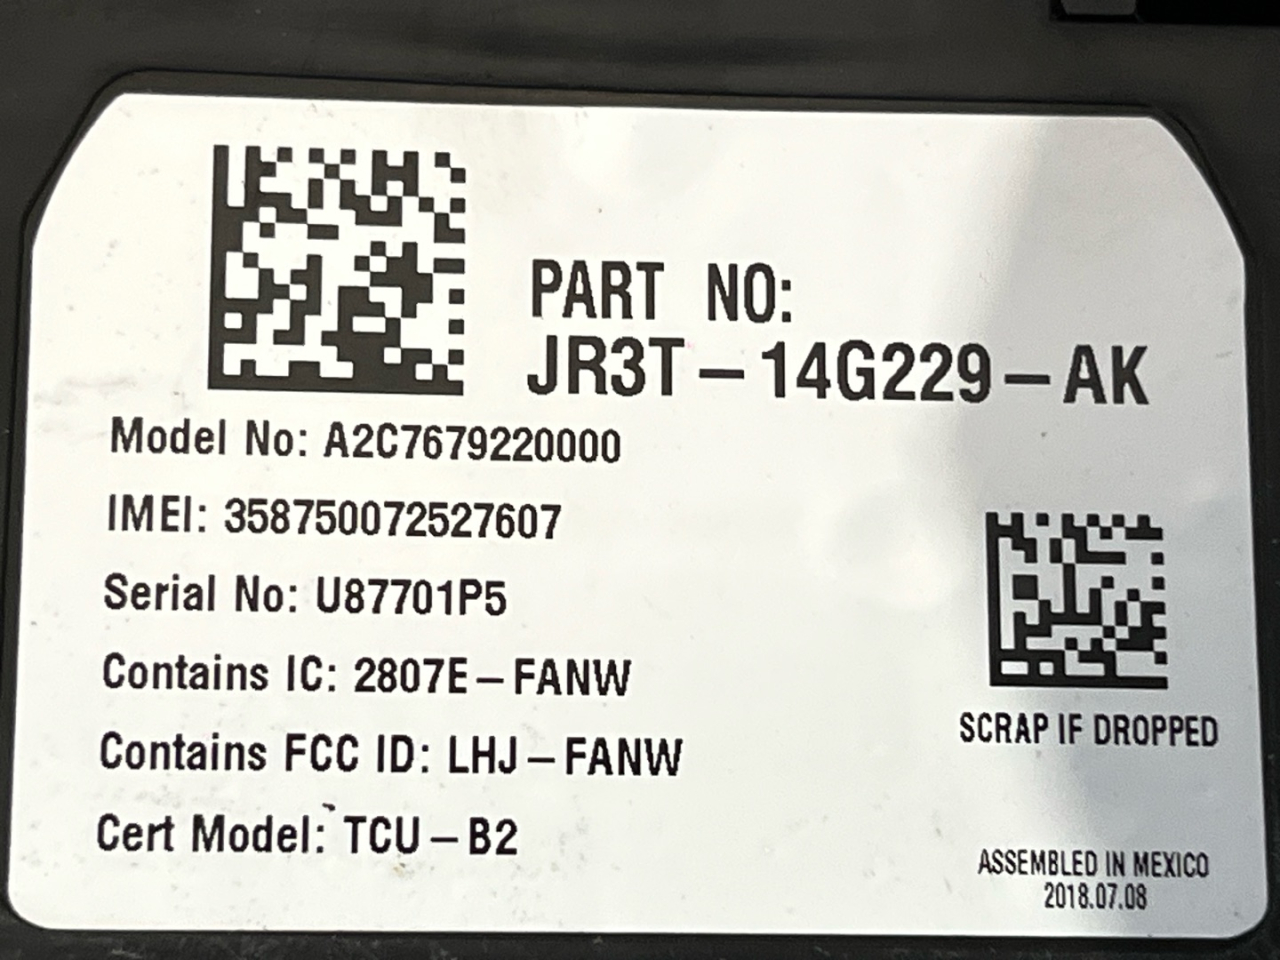 PART NO:
JR3T-14G229-AK
Model No: A2C7679220000
IMEI: 358750072527607
Serial No: U87701P5
Contains IC: 2807E-FANW
Contains FCC ID: LHJ-FANW
Cert Model: TCU-B2
SCRAP IF DROPPED
ASSEMBLED IN MEXICO
2018.07.08